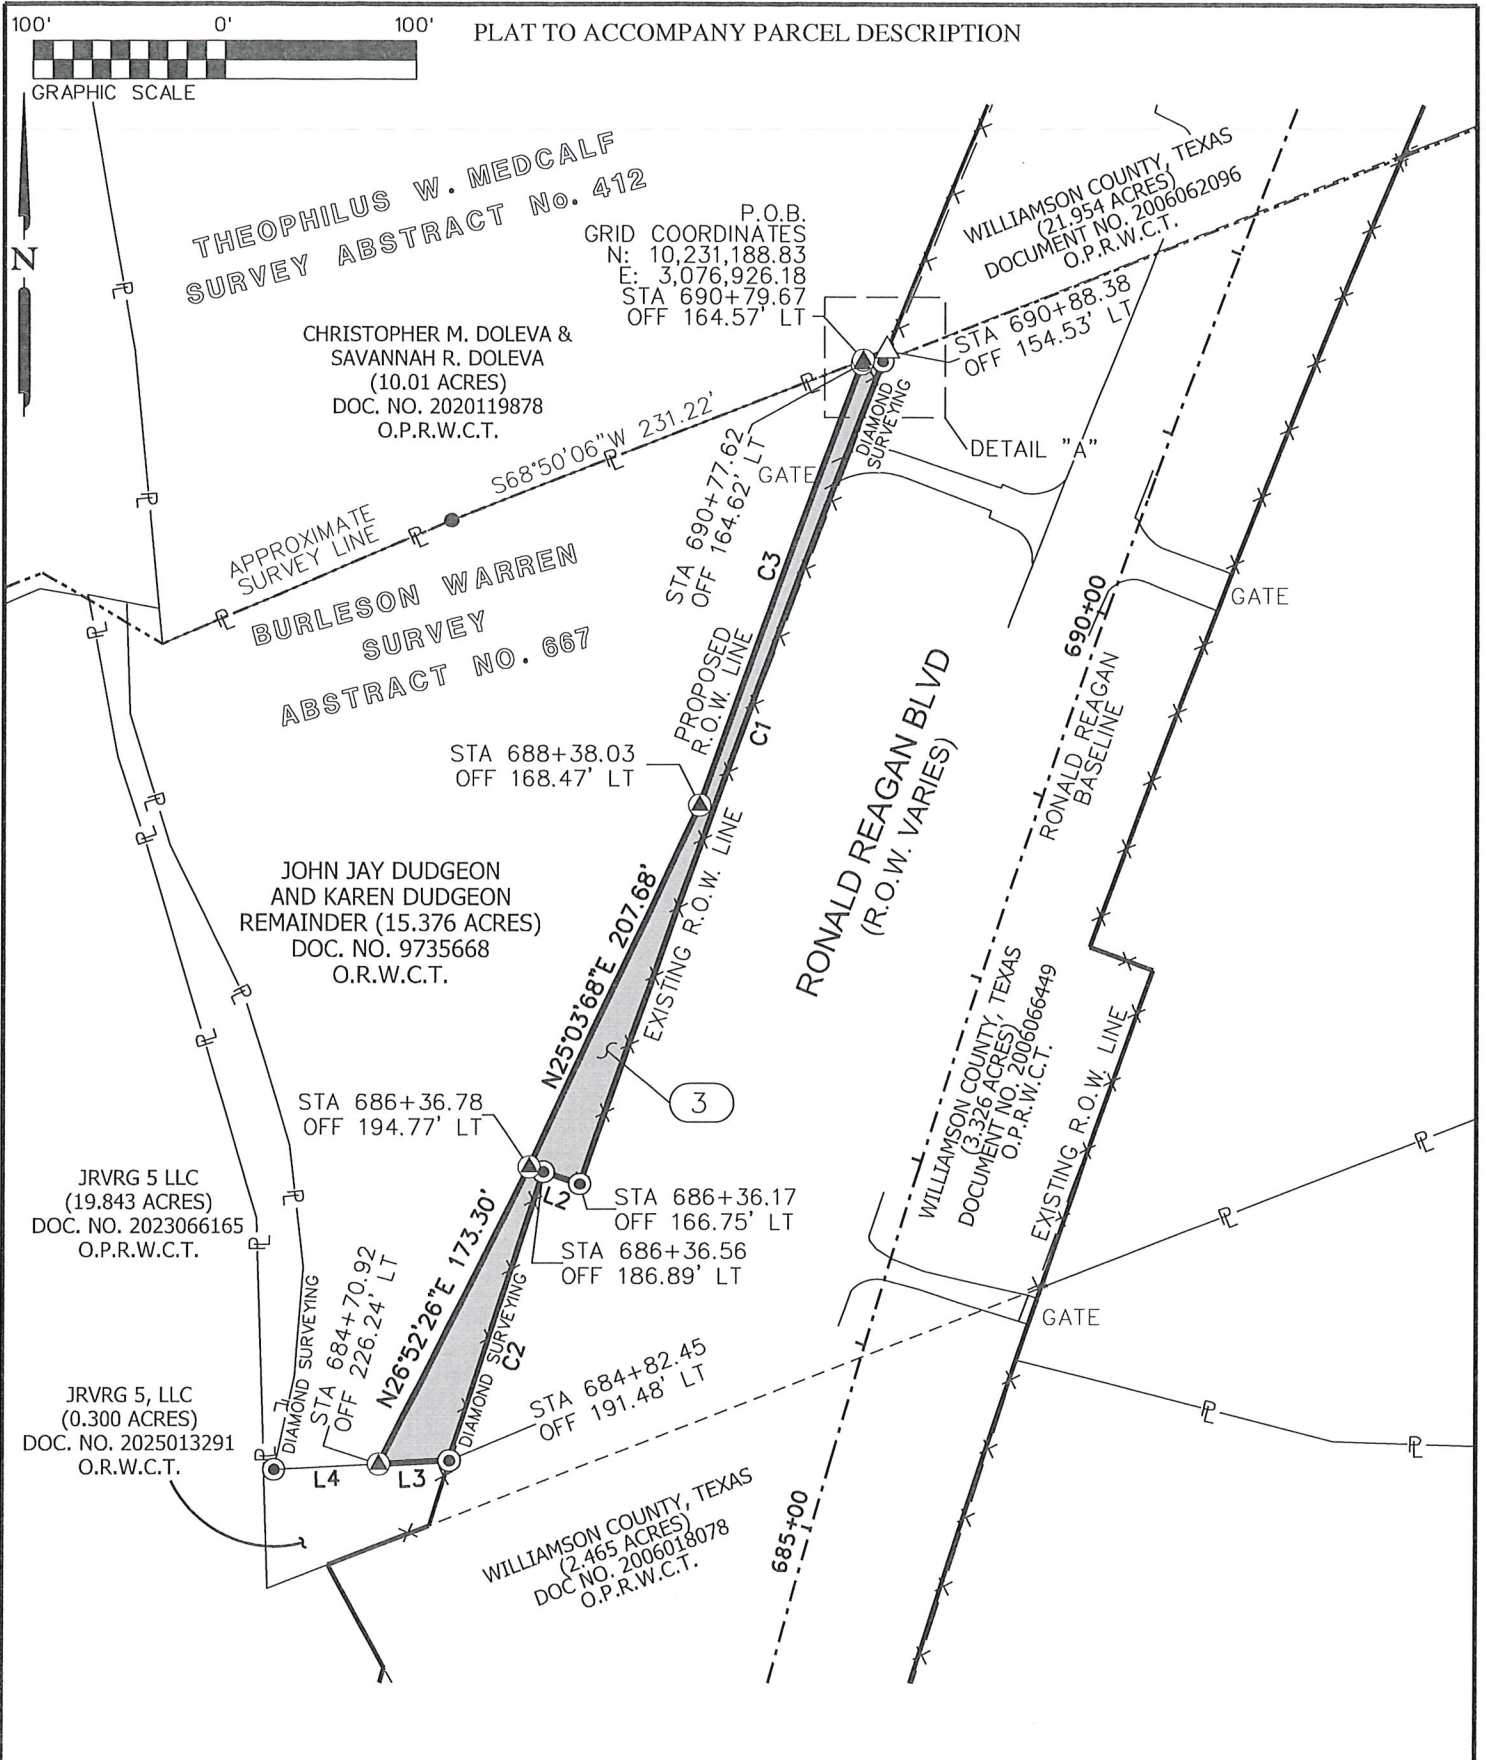 100' 0' 100'
GRAPHIC SCALE
PLAT TO ACCOMPANY PARCEL DESCRIPTION
N
THEOPHILUS W. MEDCALF
SURVEY ABSTRACT No. 412
P.O.B.
GRID COORDINATES
N: 10,231,188.83
E: 3,076,926.18
STA 690+79.67
OFF 164.57' LT
WILLIAMSON COUNTY, TEXAS
(21.954 ACRES)
DOCUMENT NO. 2006062096
O.P.R.W.C.T.
STA 690+88.38
OFF 154.53' LT
CHRISTOPHER M. DOLEVA &
SAVANNAH R. DOLEVA
(10.01 ACRES)
DOC. NO. 2020119878
O.P.R.W.C.T.
S68°50'06"W 231.22'
DIAMOND
SURVEYING
DETAIL "A"
STA 690+77.62
OFF 164.62' LT
GATE
APPROXIMATE
SURVEY LINE
BURLESON WARREN
SURVEY
ABSTRACT NO. 667
C3
PROPOSED
R.O.W. LINE
C1
690+00
GATE
RONALD REAGAN
BASELINE
RONALD REAGAN BLVD
(R.O.W. VARIES)
STA 688+38.03
OFF 168.47' LT
JOHN JAY DUDGEON
AND KAREN DUDGEON
REMAINDER (15.376 ACRES)
DOC. NO. 9735668
O.R.W.C.T.
N25°03'68"E 207.68'
EXISTING R.O.W. LINE
3
WILLIAMSON COUNTY, TEXAS
(3.326 ACRES)
DOCUMENT NO. 2006066449
O.P.R.W.C.T.
EXISTING R.O.W. LINE
STA 686+36.78
OFF 194.77' LT
L2
STA 686+36.17
OFF 166.75' LT
STA 686+36.56
OFF 186.89' LT
JRVRG 5 LLC
(19.843 ACRES)
DOC. NO. 2023066165
O.P.R.W.C.T.
N26°52'26"E 173.30'
STA 684+70.92
OFF 226.24' LT
DIAMOND SURVEYING
DIAMOND SURVEYING
C2
GATE
STA 684+82.45
OFF 191.48' LT
JRVRG 5, LLC
(0.300 ACRES)
DOC. NO. 2025013291
O.R.W.C.T.
L4
L3
WILLIAMSON COUNTY, TEXAS
(2.465 ACRES)
DOC NO. 2006018078
O.P.R.W.C.T.
685+00